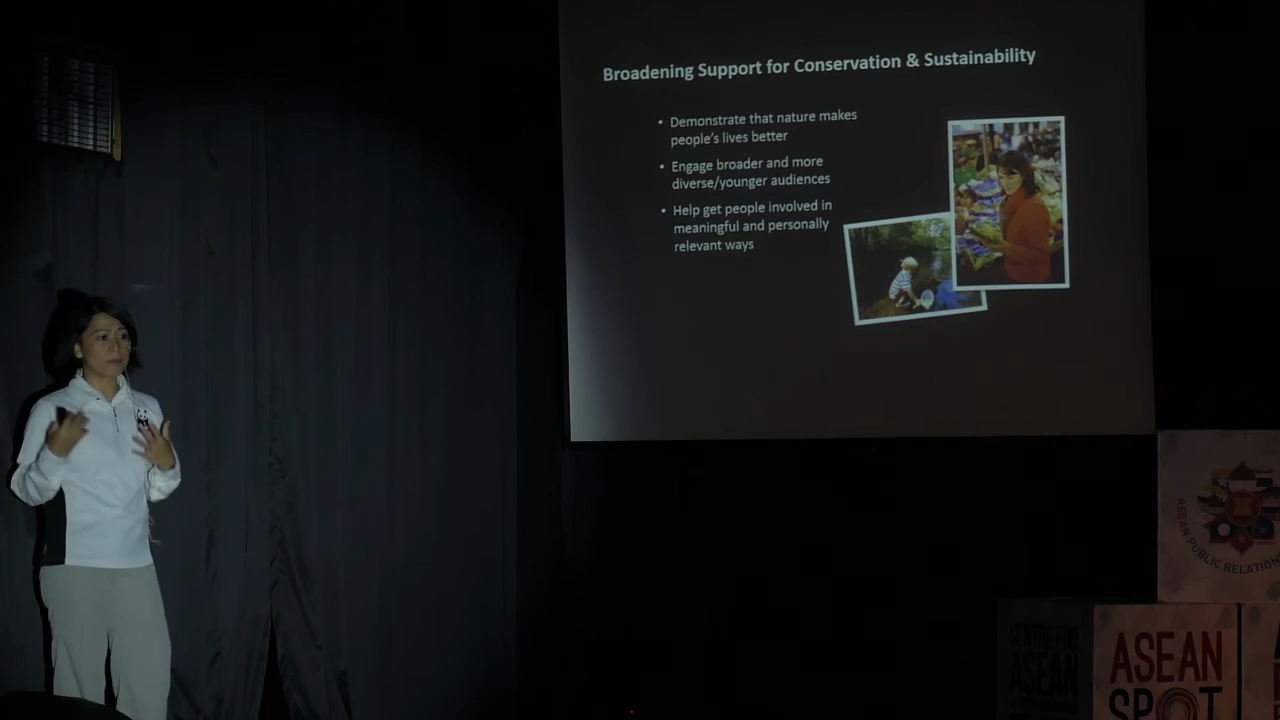 Broadening Support for Conservation & Sustainability
• Demonstrate that nature makes
people's lives better
• Engage broader and more
diverse/younger audiences
• Help get people involved in
meaningful and personally
relevant ways
ASEAN PUBLIC RELATION
CENTRE FOR
ASEAN
ASEAN
SPOT